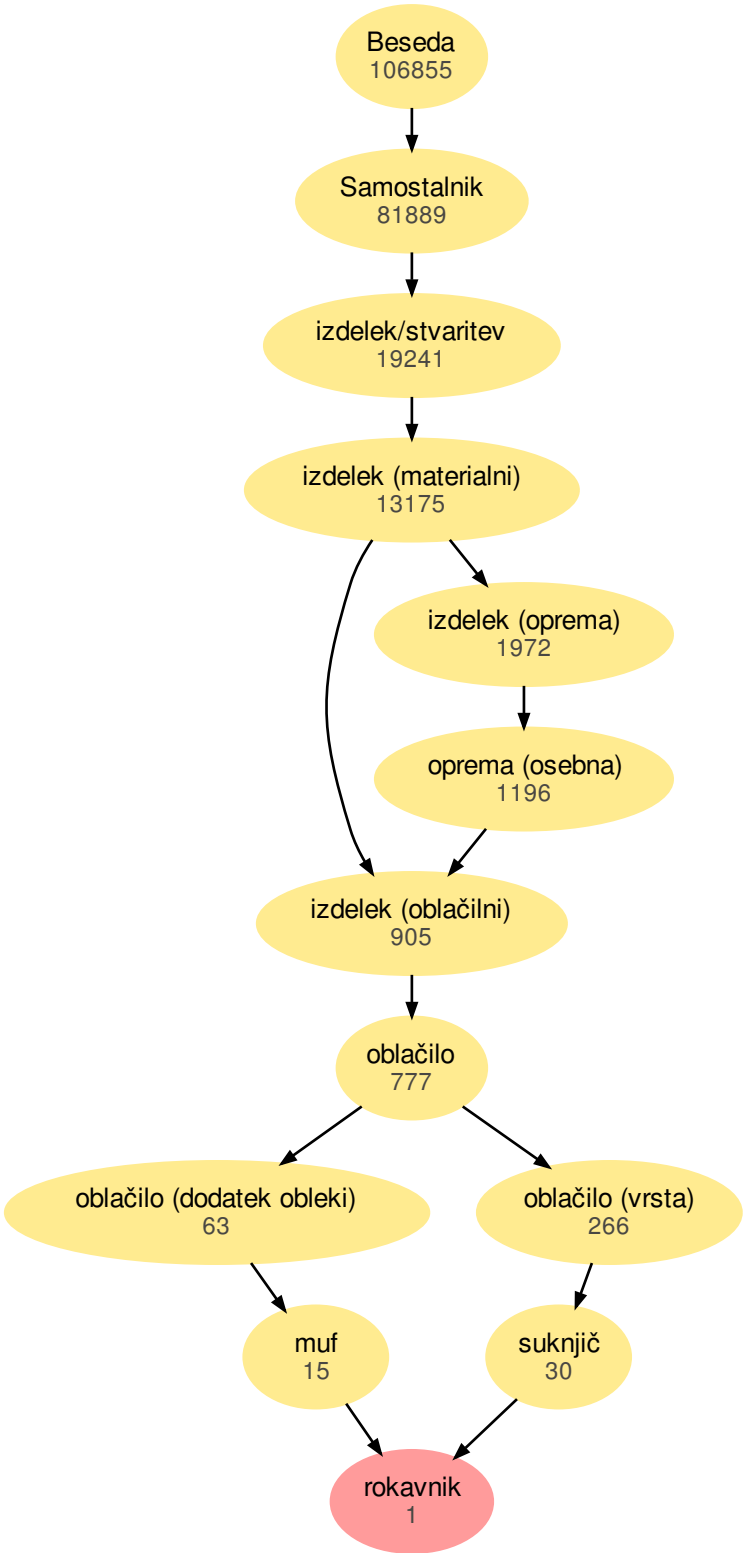 Beseda
106855
Samostalnik
81889
izdelek/stvaritev
19241
izdelek (materialni)
13175
izdelek (oprema)
1972
oprema (osebna)
1196
izdelek (oblačilni)
905
oblačilo
777
oblačilo (dodatek obleki)
63
oblačilo (vrsta)
266
muf
15
suknjič
30
rokavnik
1